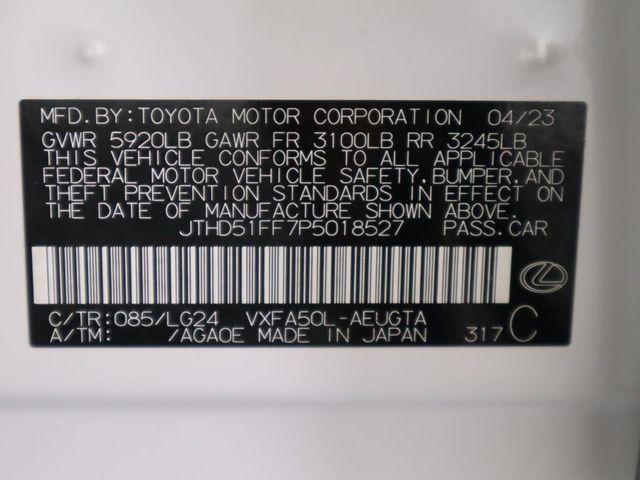 MFD. BY: TOYOTA MOTOR CORPORATION 04/23
GVWR 5920LB GAWR FR 3100LB RR 3245LB
THIS VEHICLE CONFORMS TO ALL APPLICABLE
FEDERAL MOTOR VEHICLE SAFETY, BUMPER, AND
THEFT PREVENTION STANDARDS IN EFFECT ON
THE DATE OF MANUFACTURE SHOWN ABOVE.
JTHD51FF7P5018527 PASS. CAR
C/TR: 085/LG24 VXFA50L-AEUGTA
A/TM: /AGA0E MADE IN JAPAN 317 C